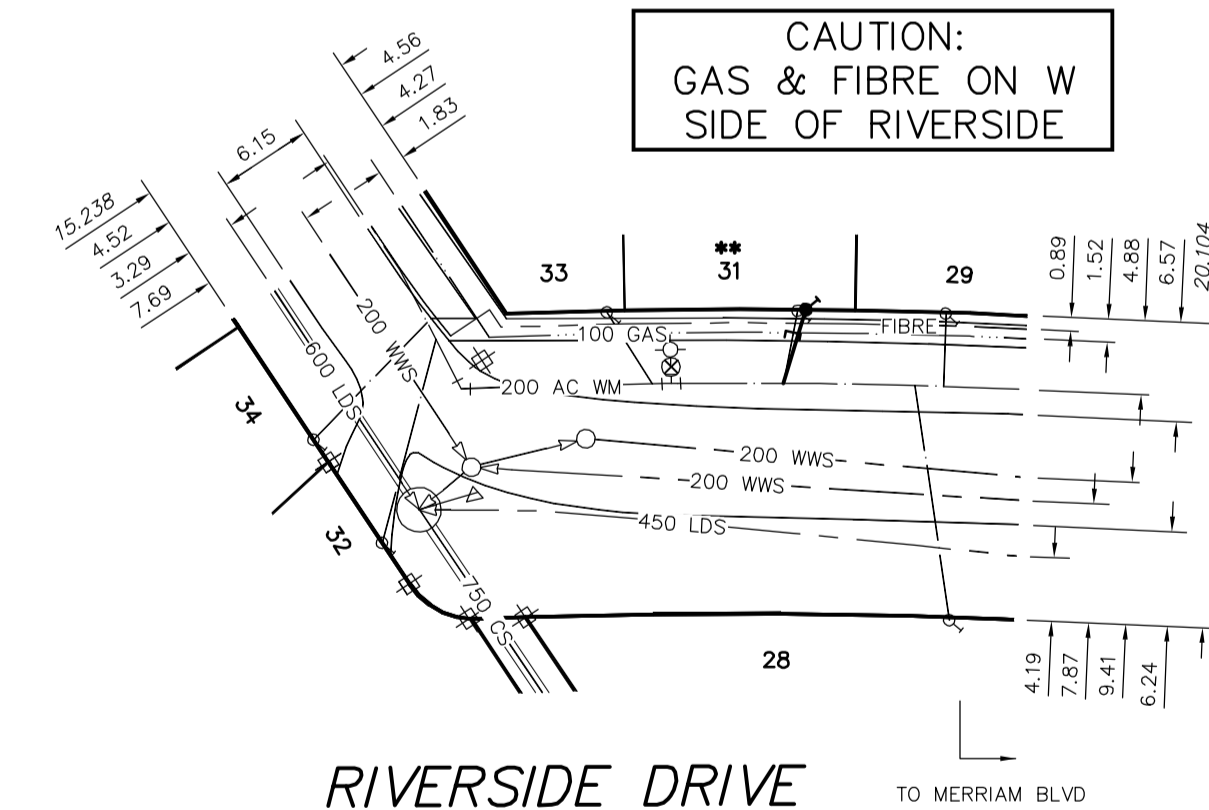 CAUTION:
GAS & FIBRE ON W
SIDE OF RIVERSIDE
4.56
4.27
1.83
6.15
15.238
4.52
3.29
7.69
33
**
31
29
0.89
1.52
4.88
6.57
20.104
100 GAS
FIBRE
200 WWS
600 LDS
200 AC WM
34
200 WWS
200 WWS
450 LDS
32
750 CS
28
4.19
7.87
9.41
6.24
RIVERSIDE DRIVE
TO MERRIAM BLVD